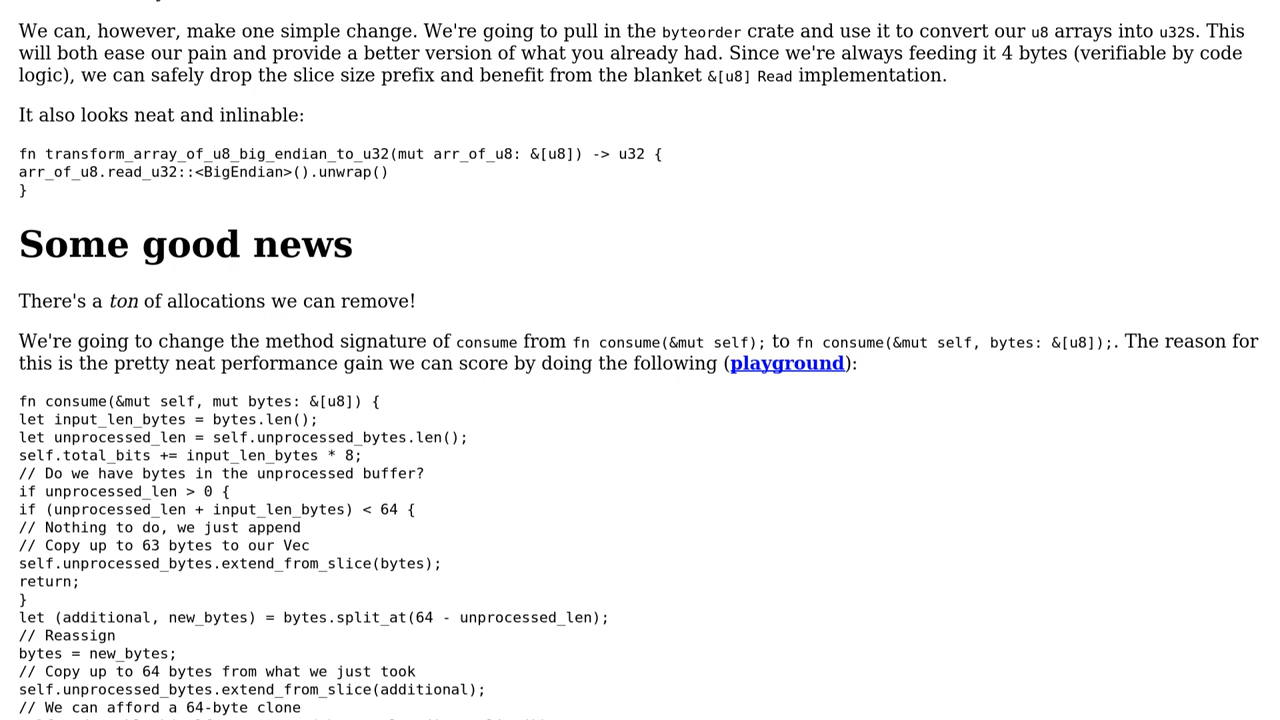 We can, however, make one simple change. We're going to pull in the byteorder crate and use it to convert our u8 arrays into u32s. This
will both ease our pain and provide a better version of what you already had. Since we're always feeding it 4 bytes (verifiable by code
logic), we can safely drop the slice size prefix and benefit from the blanket &[u8] Read implementation.
It also looks neat and inlinable:
fn transform_array_of_u8_big_endian_to_u32(mut arr_of_u8: &[u8]) -> u32 {
arr_of_u8.read_u32::<BigEndian>().unwrap()
}
Some good news
There's a ton of allocations we can remove!
We're going to change the method signature of consume from fn consume(&mut self); to fn consume(&mut self, bytes: &[u8]);. The reason for
this is the pretty neat performance gain we can score by doing the following (playground):
fn consume(&mut self, mut bytes: &[u8]) {
let input_len_bytes = bytes.len();
let unprocessed_len = self.unprocessed_bytes.len();
self.total_bits += input_len_bytes * 8;
// Do we have bytes in the unprocessed buffer?
if unprocessed_len > 0 {
if (unprocessed_len + input_len_bytes) < 64 {
// Nothing to do, we just append
// Copy up to 63 bytes to our Vec
self.unprocessed_bytes.extend_from_slice(bytes);
return;
}
let (additional, new_bytes) = bytes.split_at(64 - unprocessed_len);
// Reassign
bytes = new_bytes;
// Copy up to 64 bytes from what we just took
self.unprocessed_bytes.extend_from_slice(additional);
// We can afford a 64-byte clone